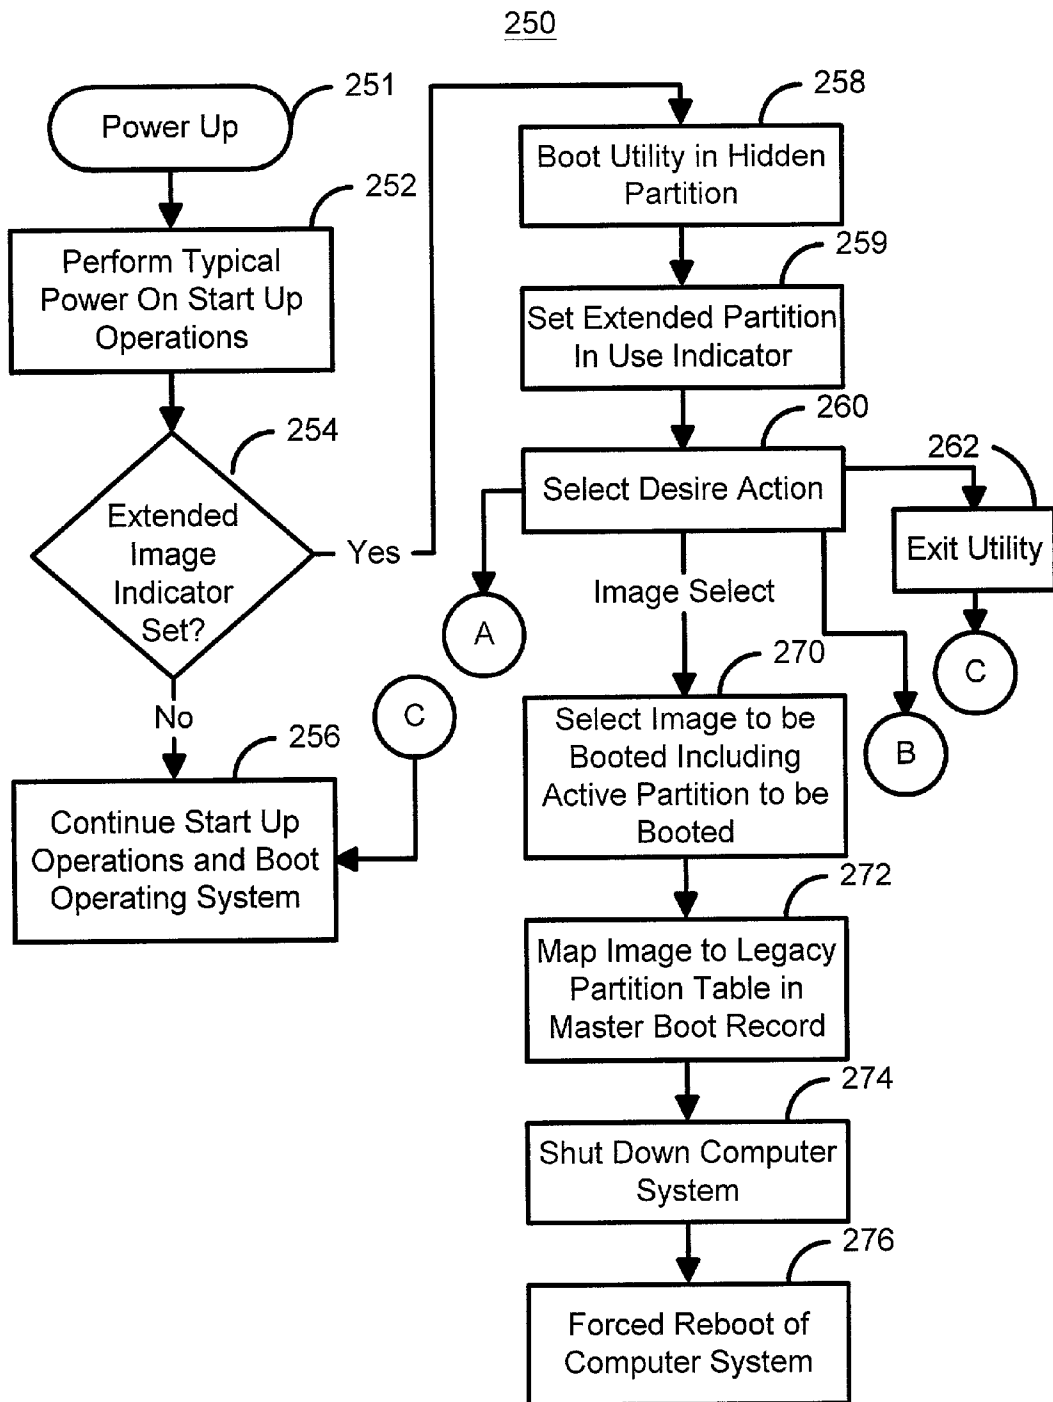 250
251
Power Up
252
Perform Typical
Power On Start Up
Operations
254
Extended
Image
Indicator
Set?
Yes
No
256
Continue Start Up
Operations and Boot
Operating System
C
258
Boot Utility in Hidden
Partition
259
Set Extended Partition
In Use Indicator
260
Select Desire Action
262
Exit Utility
C
A
Image Select
B
270
Select Image to be
Booted Including
Active Partition to be
Booted
272
Map Image to Legacy
Partition Table in
Master Boot Record
274
Shut Down Computer
System
276
Forced Reboot of
Computer System